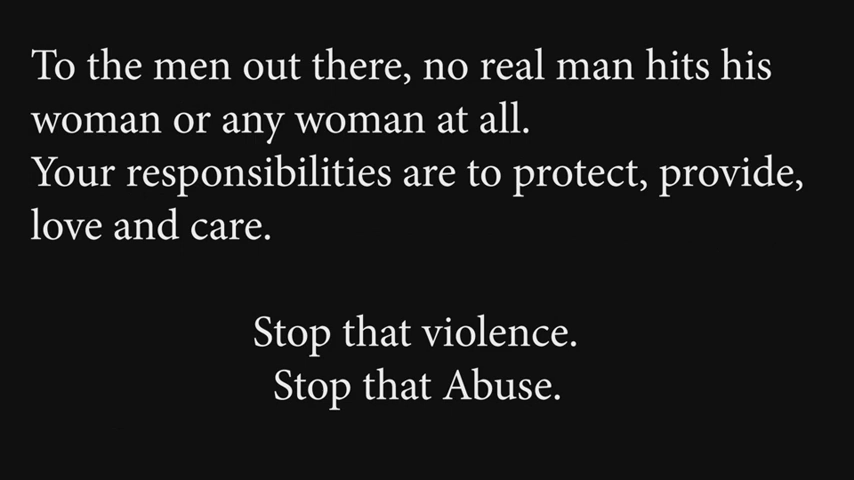 To the men out there, no real man hits his
woman or any woman at all.
Your responsibilities are to protect, provide,
love and care.
Stop that violence.
Stop that Abuse.